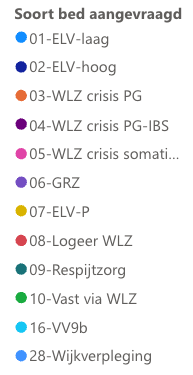 Soort bed aangevraagd
01-ELV-laag
02-ELV-hoog
03-WLZ crisis PG
04-WLZ crisis PG-IBS
05-WLZ crisis somati...
06-GRZ
07-ELV-P
08-Logeer WLZ
09-Respijtzorg
10-Vast via WLZ
16-VV9b
28-Wijkverpleging